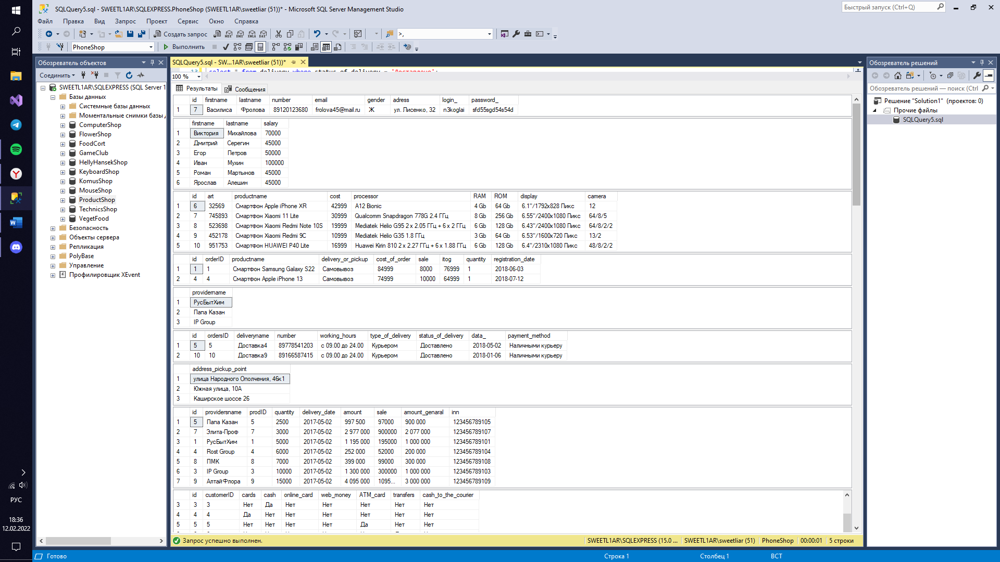 SQLQuery5.sql - SWEETL1AR\SQLEXPRESS.PhoneShop (SWEETL1AR\sweetliar (51))* - Microsoft SQL Server Management Studio
Быстрый запуск (Ctrl+Q)
Файл Правка Вид Запрос Проект Сервис Окно Справка
Создать запрос MDX DMX XMLA DAX >,
PhoneShop Выполнить
Обозреватель объектов
Соединить
SWEETL1AR\SQLEXPRESS (SQL Server 1
Базы данных
Системные базы данных
Моментальные снимки базы
ComputerShop
FlowerShop
FoodCort
GameClub
HellyHansekShop
KeyboardShop
KomusShop
MouseShop
ProductShop
TechnicsShop
VegetFood
Безопасность
Объекты сервера
Репликация
PolyBase
Управление
Профилировщик XEvent
SQLQuery5.sql - SW...1AR\sweetliar (51))*
13 select * from delivery where status_of_delivery = 'Доставлено';
100 %
Результаты Сообщения
id firstname lastname number email gender adress login_ password_
1 7 Василиса Фролова 89120123680 frolova45@mail.ru Ж ул. Лисенко, 32 n3koglai sfd55sgd54s54d
firstname lastname salary
1 Виктория Михайлова 70000
2 Дмитрий Серегин 45000
3 Егор Петров 50000
4 Иван Мухин 100000
5 Роман Мартынов 45000
6 Ярослав Алешин 45000
id art productname cost processor RAM ROM display camera
1 6 32569 Смартфон Apple iPhone XR 42999 A12 Bionic 4 Gb 64 Gb 6.1"/1792x828 Пикс 12
2 7 745893 Смартфон Xiaomi 11 Lite 30999 Qualcomm Snapdragon 778G 2.4 ГГц 8 Gb 256 Gb 6.55"/2400x1080 Пикс 64/8/5
3 8 523698 Смартфон Xiaomi Redmi Note 10S 19999 Mediatek Helio G95 2 x 2.05 ГГц + 6 x 2 ГГц 6 Gb 128 Gb 6.43"/2400x1080 Пикс 64/8/2/2
4 9 452178 Смартфон Xiaomi Redmi 9C 10999 Mediatek Helio G35 1.8 ГГц 3 Gb 64 Gb 6.53"/1600x720 Пикс 13/2
5 10 951753 Смартфон HUAWEI P40 Lite 16999 Huawei Kirin 810 2 x 2.27 ГГц + 6 x 1.88 ГГц 6 Gb 128 Gb 6.4"/2310x1080 Пикс 48/8/2/2
id orderID productname delivery_or_pickup cost_of_order sale itog quantity registration_date
1 1 1 Смартфон Samsung Galaxy S22 Самовывоз 84999 8000 76999 1 2018-06-03
2 4 4 Смартфон Apple iPhone 13 Самовывоз 74999 10000 64999 1 2018-07-12
providername
1 РусБытХим
2 Папа Казан
3 IP Group
id ordersID deliveryname number working_hours type_of_delivery status_of_delivery data_ payment_method
1 5 5 Доставка4 89778541203 с 09.00 до 24.00 Курьером Доставлено 2018-05-02 Наличными курьеру
2 10 10 Доставка9 89166587415 с 09.00 до 24.00 Курьером Доставлено 2018-01-06 Наличными курьеру
address_pickup_point
1 улица Народного Ополчения, 46к1
2 Южная улица, 10А
3 Каширское шоссе 26
id providersname prodID quantity delivery_date amount sale amount_genaral inn
1 5 Папа Казан 5 2500 2017-05-02 997 500 97000 900 000 123456789105
2 7 Элита-Проф 7 3000 2017-05-02 2 977 000 900000 2 077 000 123456789107
3 1 РусБытХим 1 5000 2017-05-02 1 195 000 195000 1 000 000 123456789101
4 4 Rost Group 4 6000 2017-05-02 252 000 52000 200 000 123456789104
5 8 ПМК 8 7000 2017-05-02 399 000 99000 300 000 123456789108
6 3 IP Group 3 10000 2017-05-02 1 300 000 300000 1 000 000 123456789103
7 9 АлтайФлора 9 15000 2017-05-02 4 095 000 1095... 3 000 000 123456789109
id customerID cards cash online_card web_money ATM_card transfers cash_to_the_courier
3 3 3 Нет Да Нет Нет Нет Нет Нет
4 4 4 Да Нет Нет Нет Нет Нет Нет
5 5 5 Нет Нет Нет Нет Да Нет Нет
Запрос успешно выполнен. SWEETL1AR\SQLEXPRESS (15.0 ... SWEETL1AR\sweetliar (51) PhoneShop 00:00:01 5 строки
Обозреватель решений
Обозреватель решений — поиск (Ctrl
Решение "Solution1" (проектов: 0)
Прочие файлы
SQLQuery5.sql
Готово Строка 1 Столбец 1 ВСТ
РУС
18:36
12.02.2022